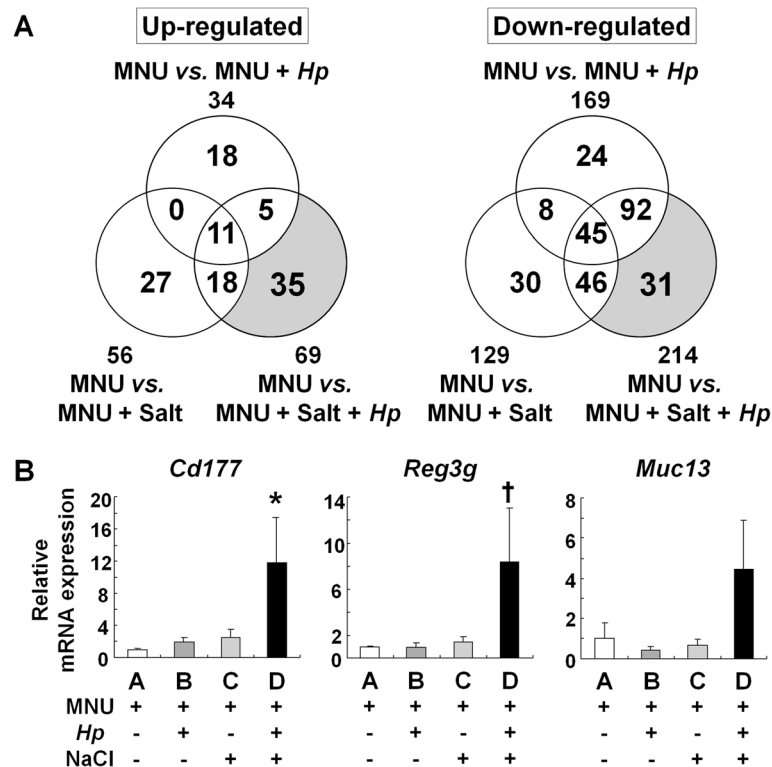 A
Up-regulated
Down-regulated
MNU vs. MNU + Hp
34
18
0
5
11
27
18
35
56
MNU vs.
MNU + Salt
69
MNU vs.
MNU + Salt + Hp
MNU vs. MNU + Hp
169
24
8
92
45
30
46
31
129
MNU vs.
MNU + Salt
214
MNU vs.
MNU + Salt + Hp
B
Relative
mRNA expression
Cd177
20
16
12
8
4
0
*
A B C D
Reg3g
14
10
6
2
0
†
A B C D
Muc13
8
6
4
2
0
A B C D
MNU + + + + + + + + + + + +
Hp - + - + - + - + - + - +
NaCl - - + + - - + + - - + +